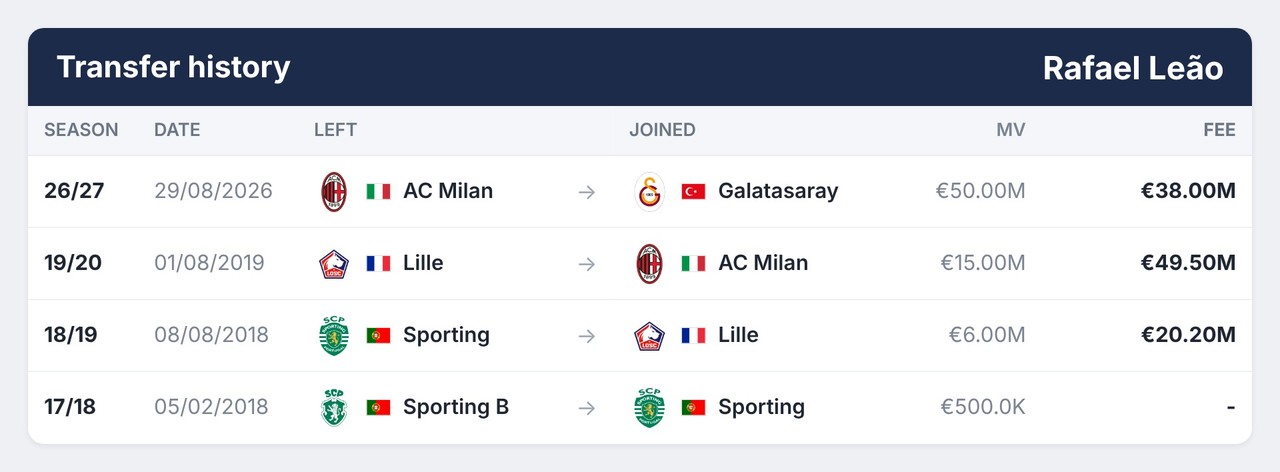 Transfer history Rafael Leão
SEASON DATE LEFT JOINED MV FEE
26/27 29/08/2026 AC Milan → Galatasaray €50.00M €38.00M
19/20 01/08/2019 Lille → AC Milan €15.00M €49.50M
18/19 08/08/2018 Sporting → Lille €6.00M €20.20M
17/18 05/02/2018 Sporting B → Sporting €500.0K -